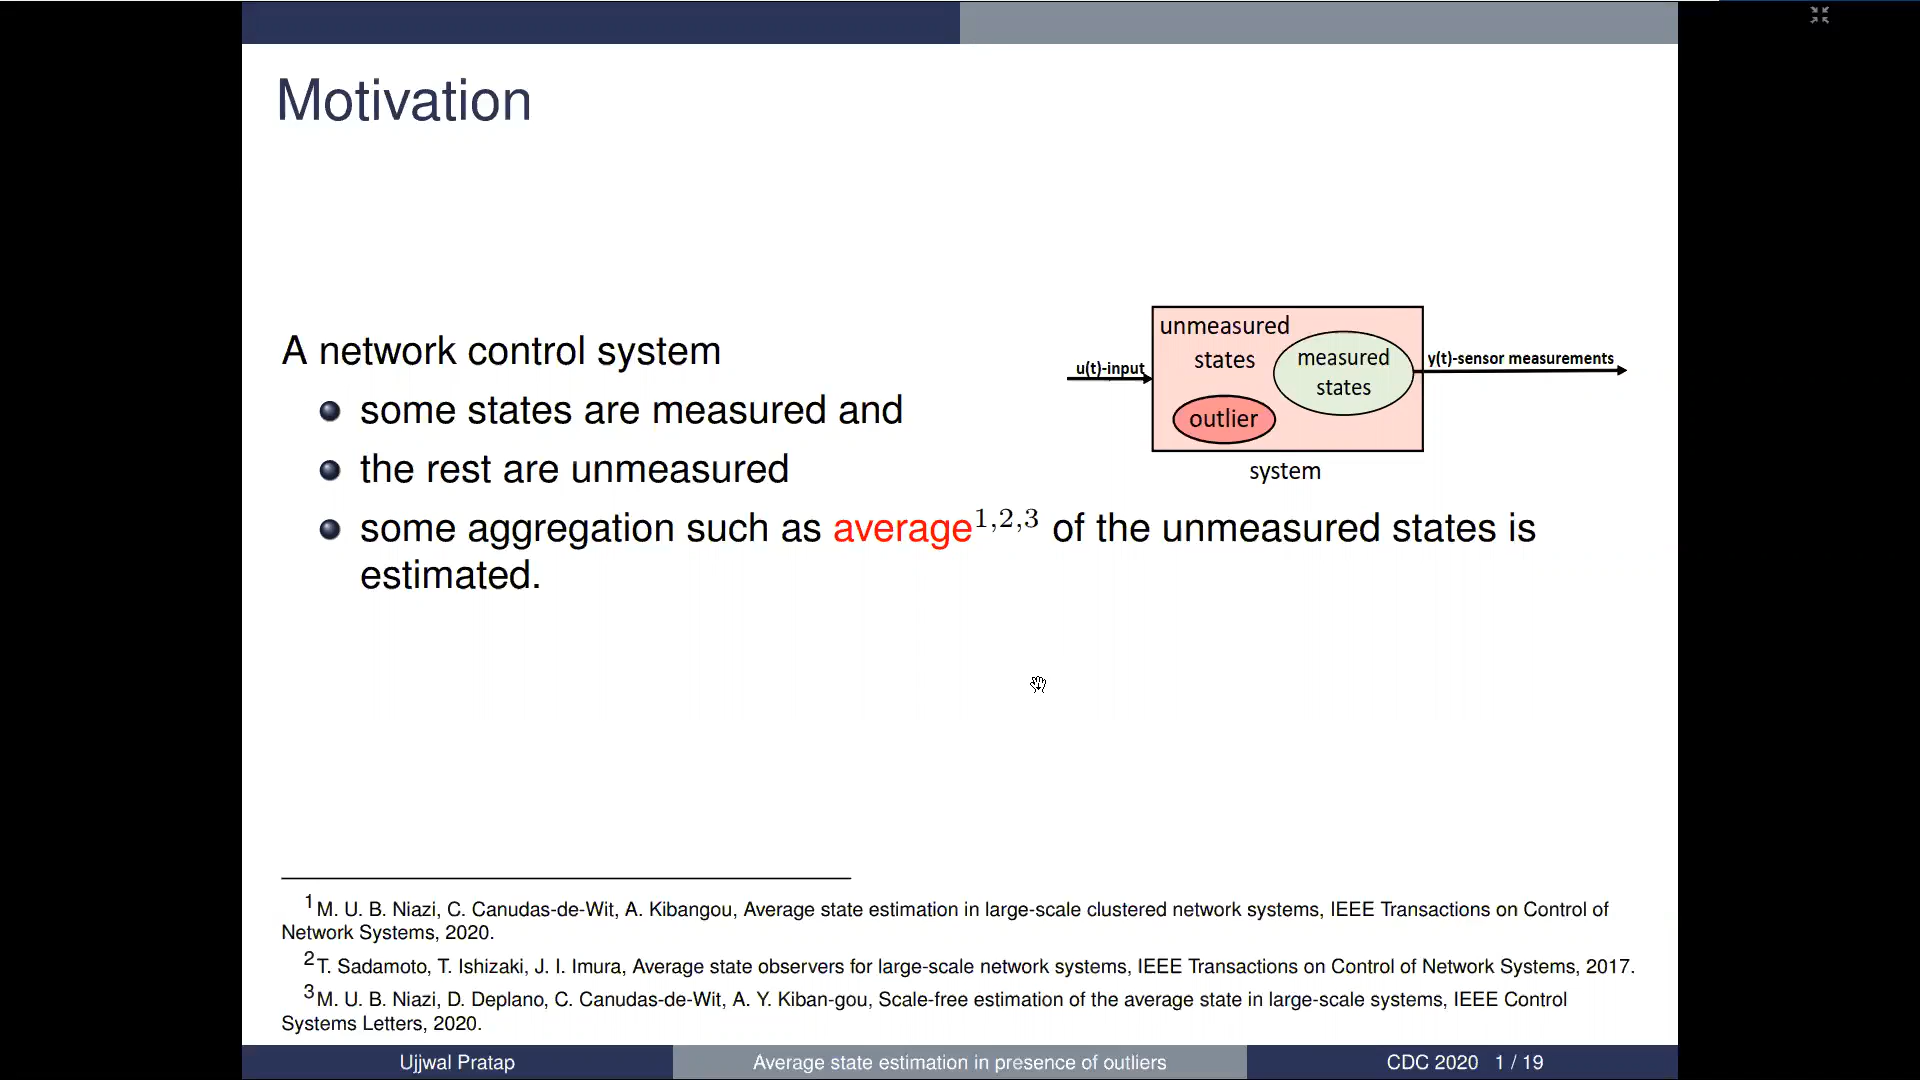 Motivation
A network control system
some states are measured and
the rest are unmeasured
some aggregation such as average1,2,3 of the unmeasured states is
estimated.
u(t)-input
unmeasured
states
measured
states
outlier
system
y(t)-sensor measurements
1M. U. B. Niazi, C. Canudas-de-Wit, A. Kibangou, Average state estimation in large-scale clustered network systems, IEEE Transactions on Control of
Network Systems, 2020.
2T. Sadamoto, T. Ishizaki, J. I. Imura, Average state observers for large-scale network systems, IEEE Transactions on Control of Network Systems, 2017.
3M. U. B. Niazi, D. Deplano, C. Canudas-de-Wit, A. Y. Kiban-gou, Scale-free estimation of the average state in large-scale systems, IEEE Control
Systems Letters, 2020.
Ujjwal Pratap
Average state estimation in presence of outliers
CDC 2020 1 / 19